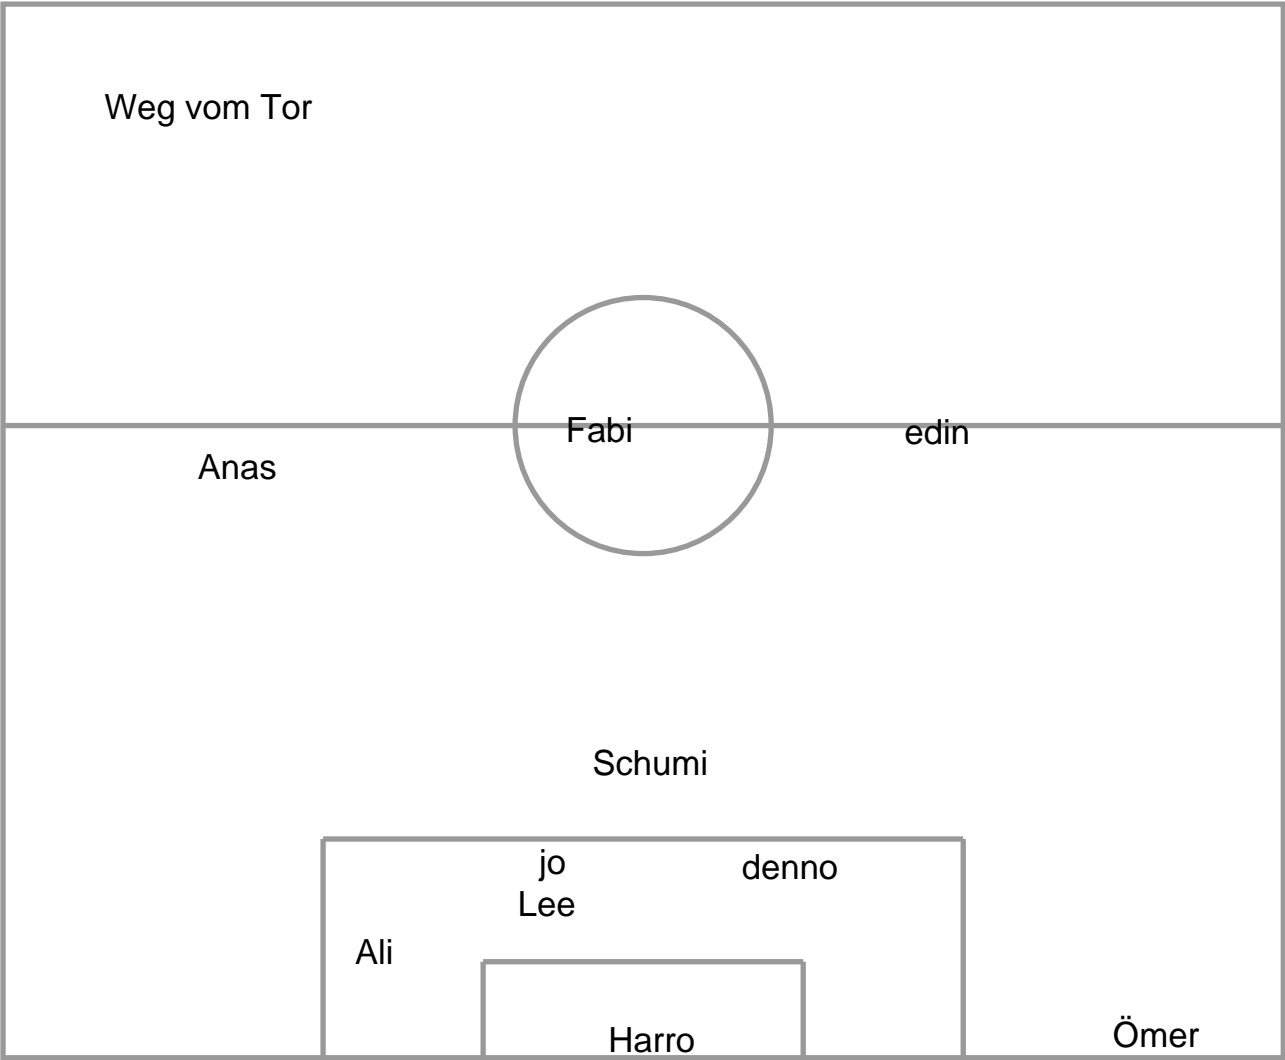 Weg vom Tor
Fabi
edin
Anas
Schumi
jo
denno
Lee
Ali
Ömer
Harro